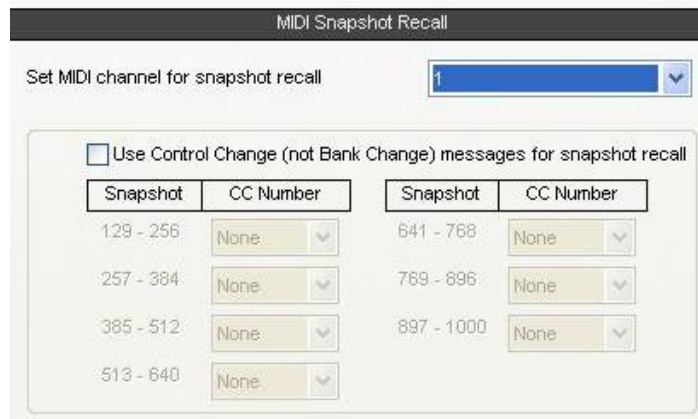 MIDI Snapshot Recall
Set MIDI channel for snapshot recall 1
Use Control Change (not Bank Change) messages for snapshot recall
Snapshot CC Number Snapshot CC Number
129 - 256 None 641 - 768 None
257 - 384 None 769 - 896 None
385 - 512 None 897 - 1000 None
513 - 640 None